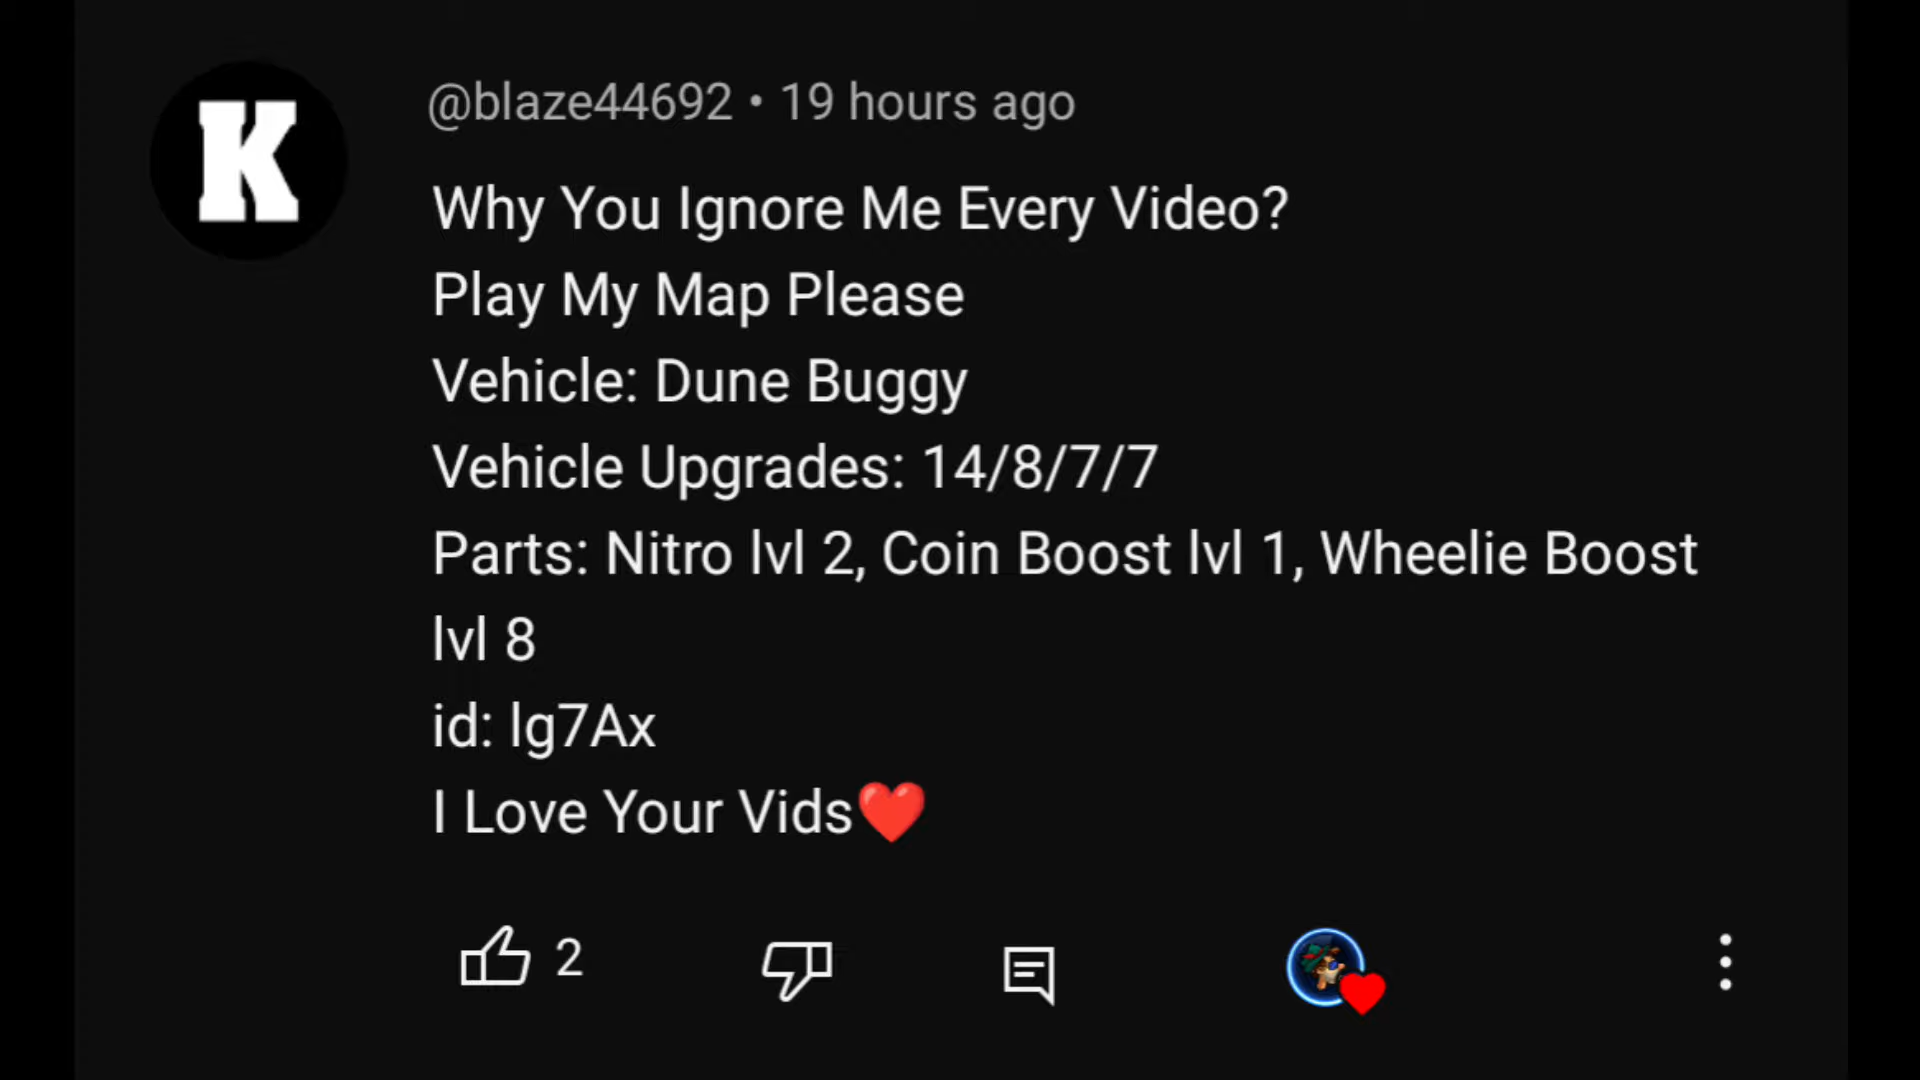 K
@blaze44692 • 19 hours ago
Why You Ignore Me Every Video?
Play My Map Please
Vehicle: Dune Buggy
Vehicle Upgrades: 14/8/7/7
Parts: Nitro lvl 2, Coin Boost lvl 1, Wheelie Boost
lvl 8
id: lg7Ax
I Love Your Vids❤️
2